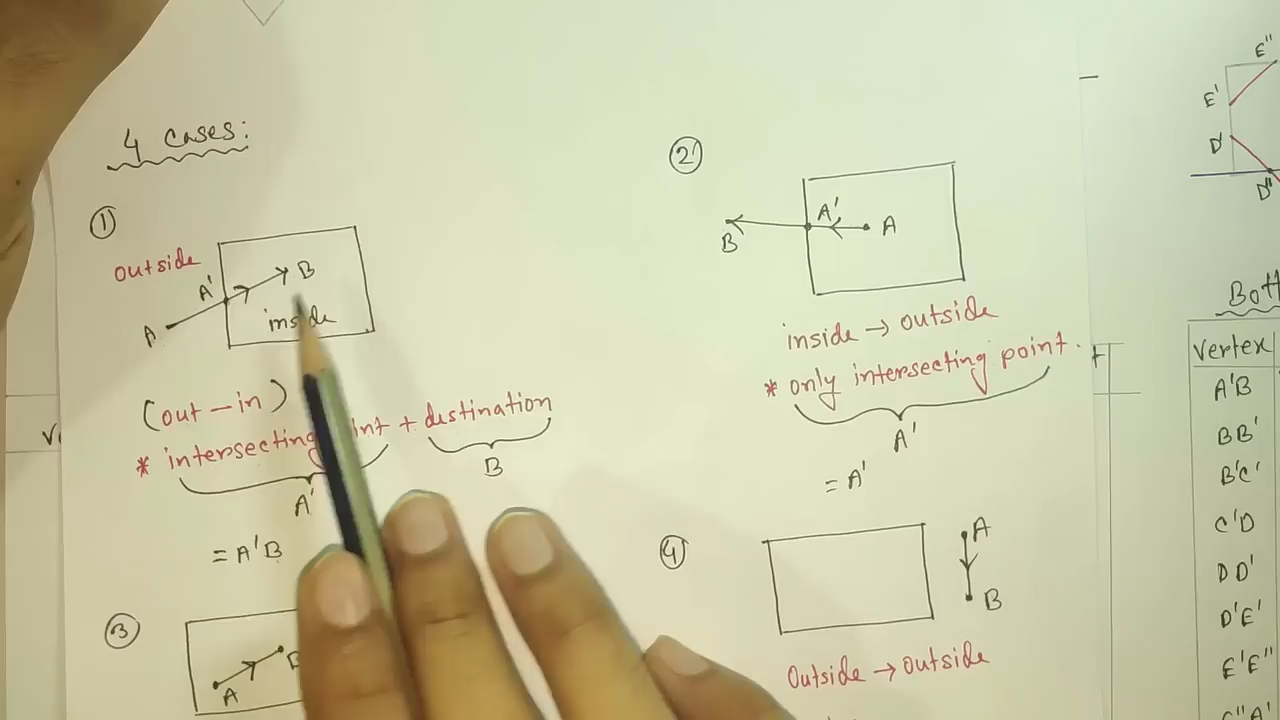 4 cases:
①
outside
A'
B
A
inside
(out-in)
* intersecting + destination
A'
B
= A'B
③
A
②
A'
A
B
inside → outside
* only intersecting point.
A'
= A'
④
A
B
Outside → outside
E"
E'
D'
D"
Vertex
A'B
BB'
B'C'
C'D
DD'
D'E'
E'E"